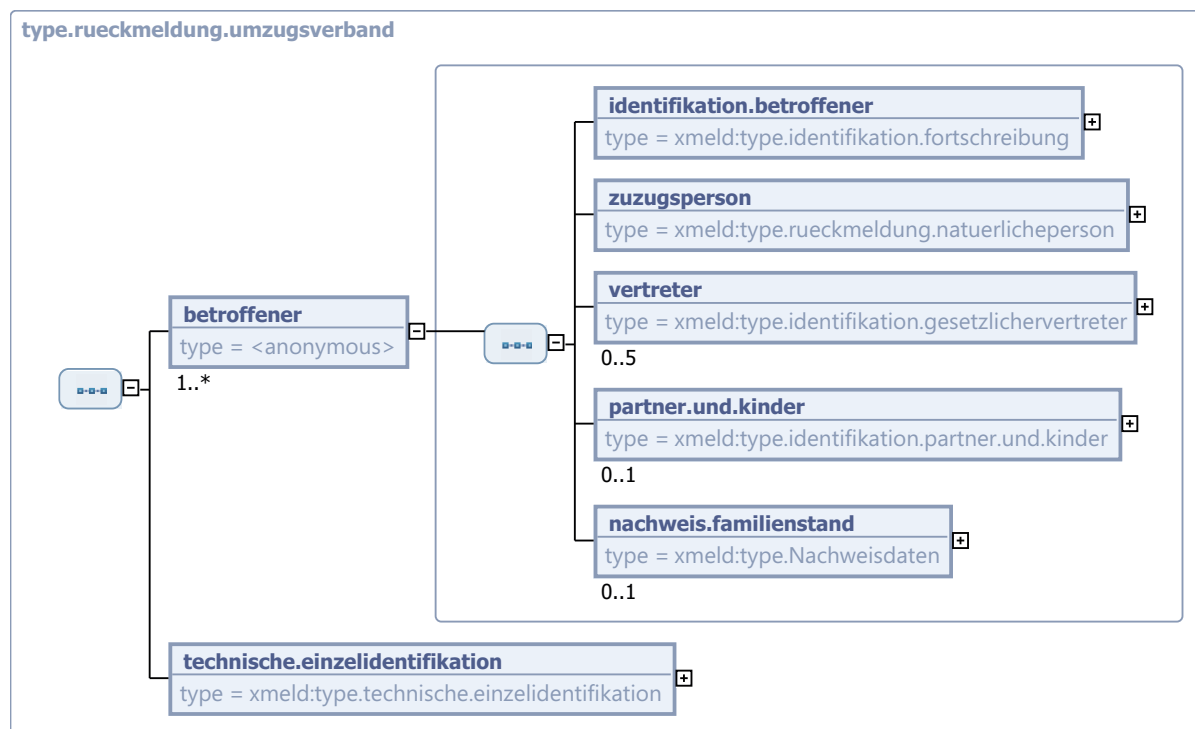 type.rueckmeldung.umzugsverband
identifikation.betroffener
type = xmeld:type.identifikation.fortschreibung
zuzugsperson
type = xmeld:type.rueckmeldung.natuerlicheperson
vertreter
type = xmeld:type.identifikation.gesetzlichervertreter
0..5
betroffener
type = <anonymous>
1..*
partner.und.kinder
type = xmeld:type.identifikation.partner.und.kinder
0..1
nachweis.familienstand
type = xmeld:type.Nachweisdaten
0..1
technische.einzelidentifikation
type = xmeld:type.technische.einzelidentifikation